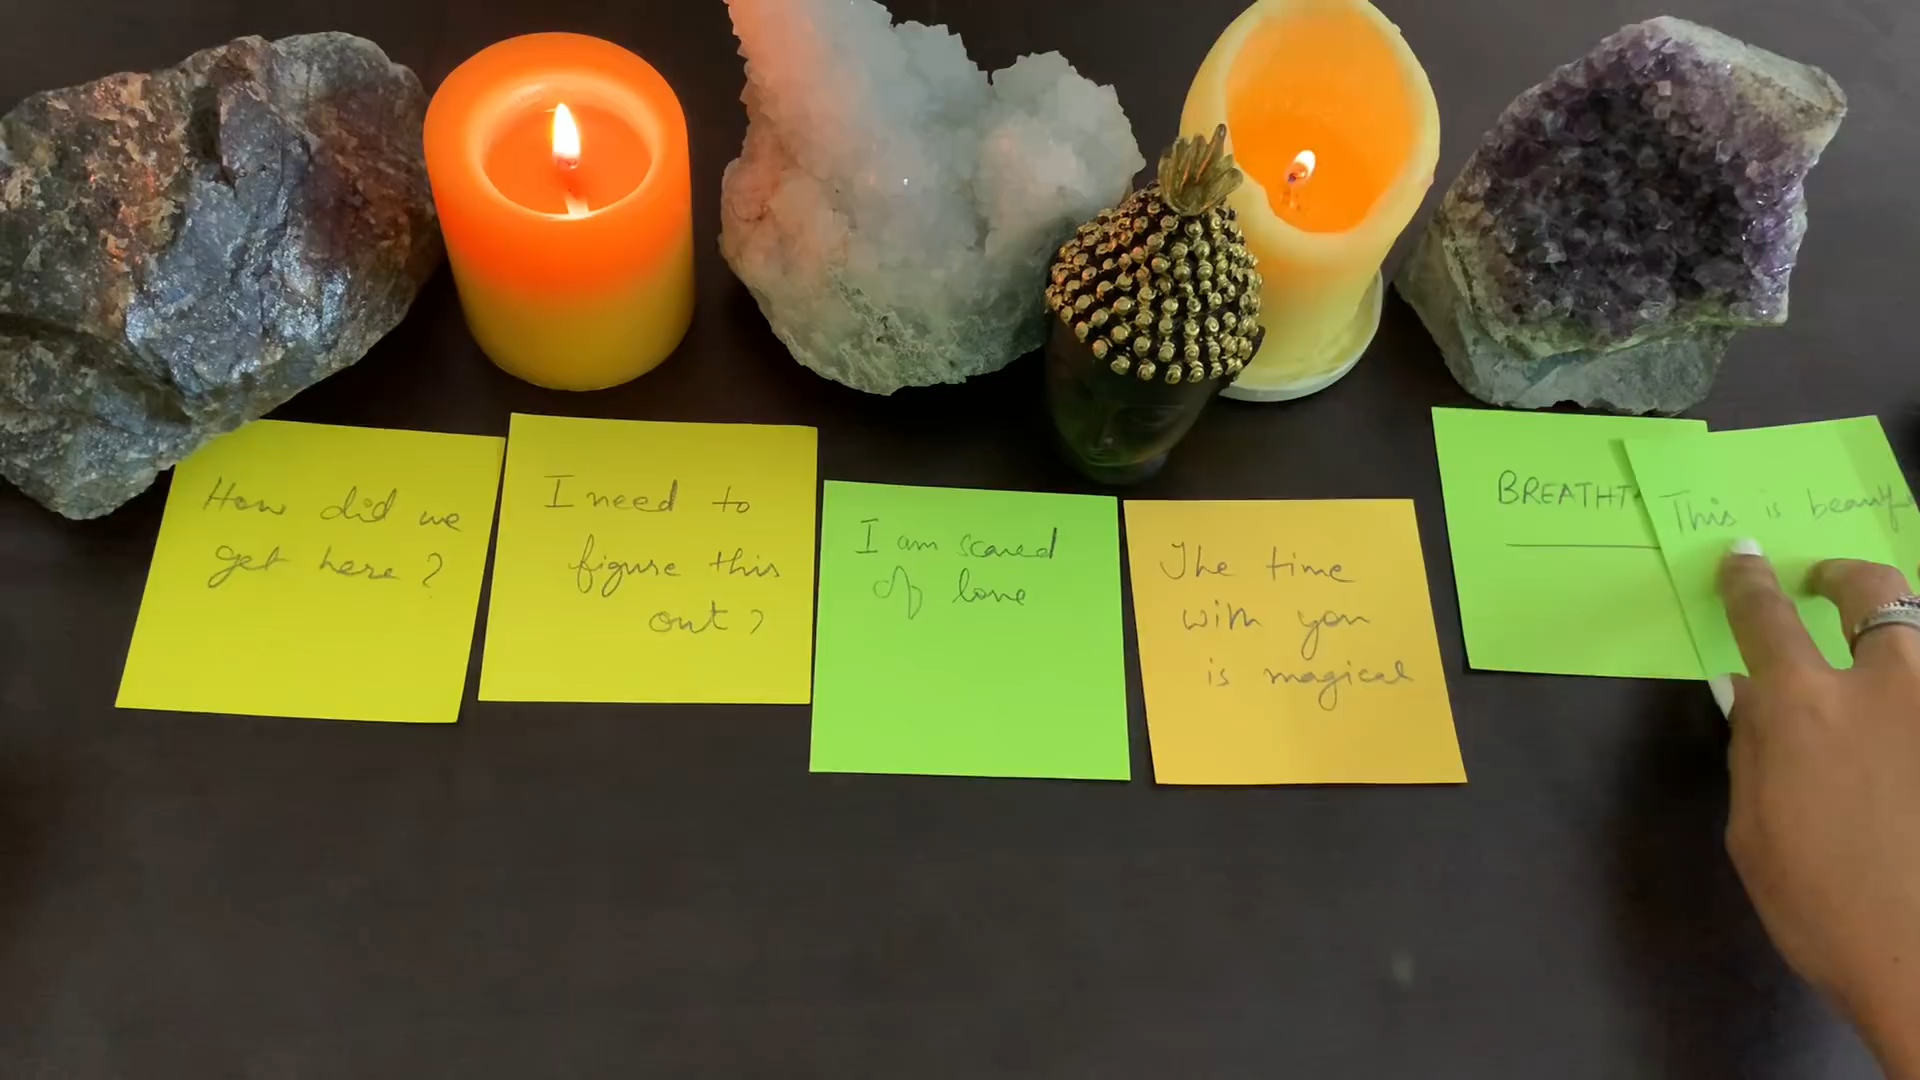 How did we
get here?
I need to
figure this
out?
I am scared
of love
The time
with you
is magical
This is